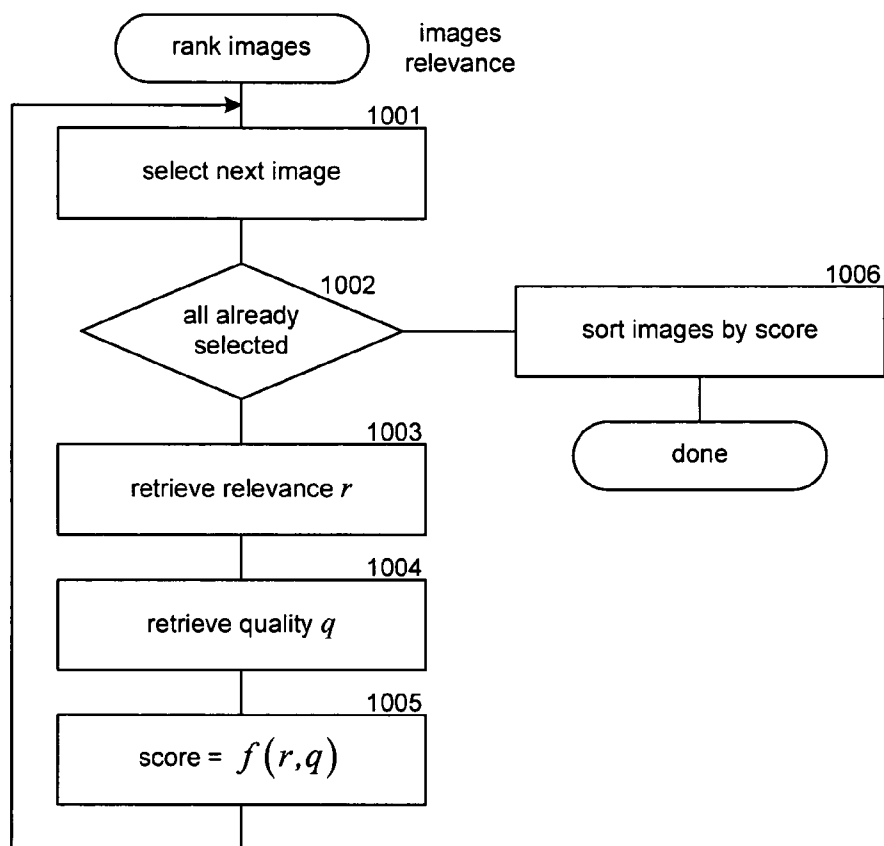 rank images
images
relevance
1001
select next image
1002
all already
selected
1006
sort images by score
done
1003
retrieve relevance r
1004
retrieve quality q
1005
score = f(r,q)